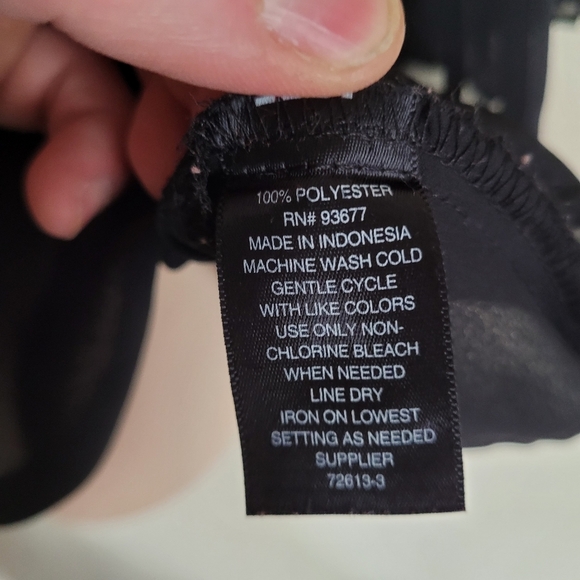 100% POLYESTER
RN# 93677
MADE IN INDONESIA
MACHINE WASH COLD
GENTLE CYCLE
WITH LIKE COLORS
USE ONLY NON-
CHLORINE BLEACH
WHEN NEEDED
LINE DRY
IRON ON LOWEST
SETTING AS NEEDED
SUPPLIER
72613-3